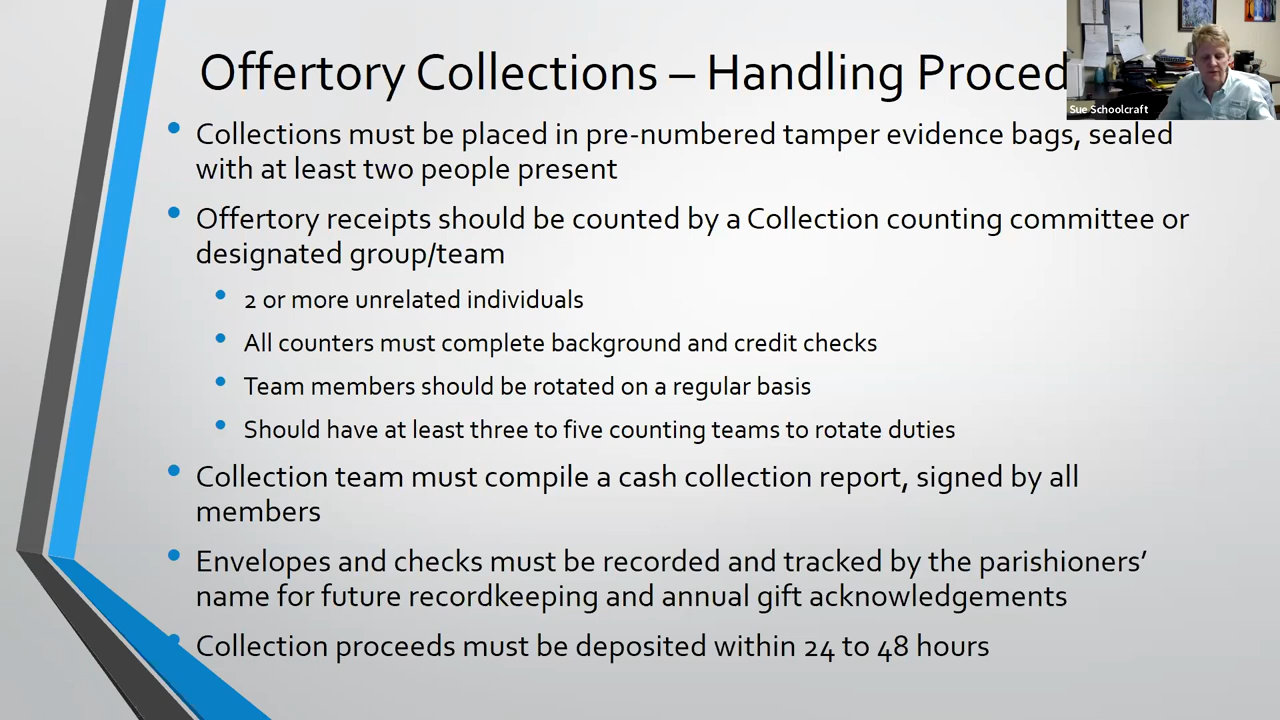 Offertory Collections – Handling Proced
Sue Schoolcraft
Collections must be placed in pre-numbered tamper evidence bags, sealed
with at least two people present
Offertory receipts should be counted by a Collection counting committee or
designated group/team
2 or more unrelated individuals
All counters must complete background and credit checks
Team members should be rotated on a regular basis
Should have at least three to five counting teams to rotate duties
Collection team must compile a cash collection report, signed by all
members
Envelopes and checks must be recorded and tracked by the parishioners’
name for future recordkeeping and annual gift acknowledgements
Collection proceeds must be deposited within 24 to 48 hours